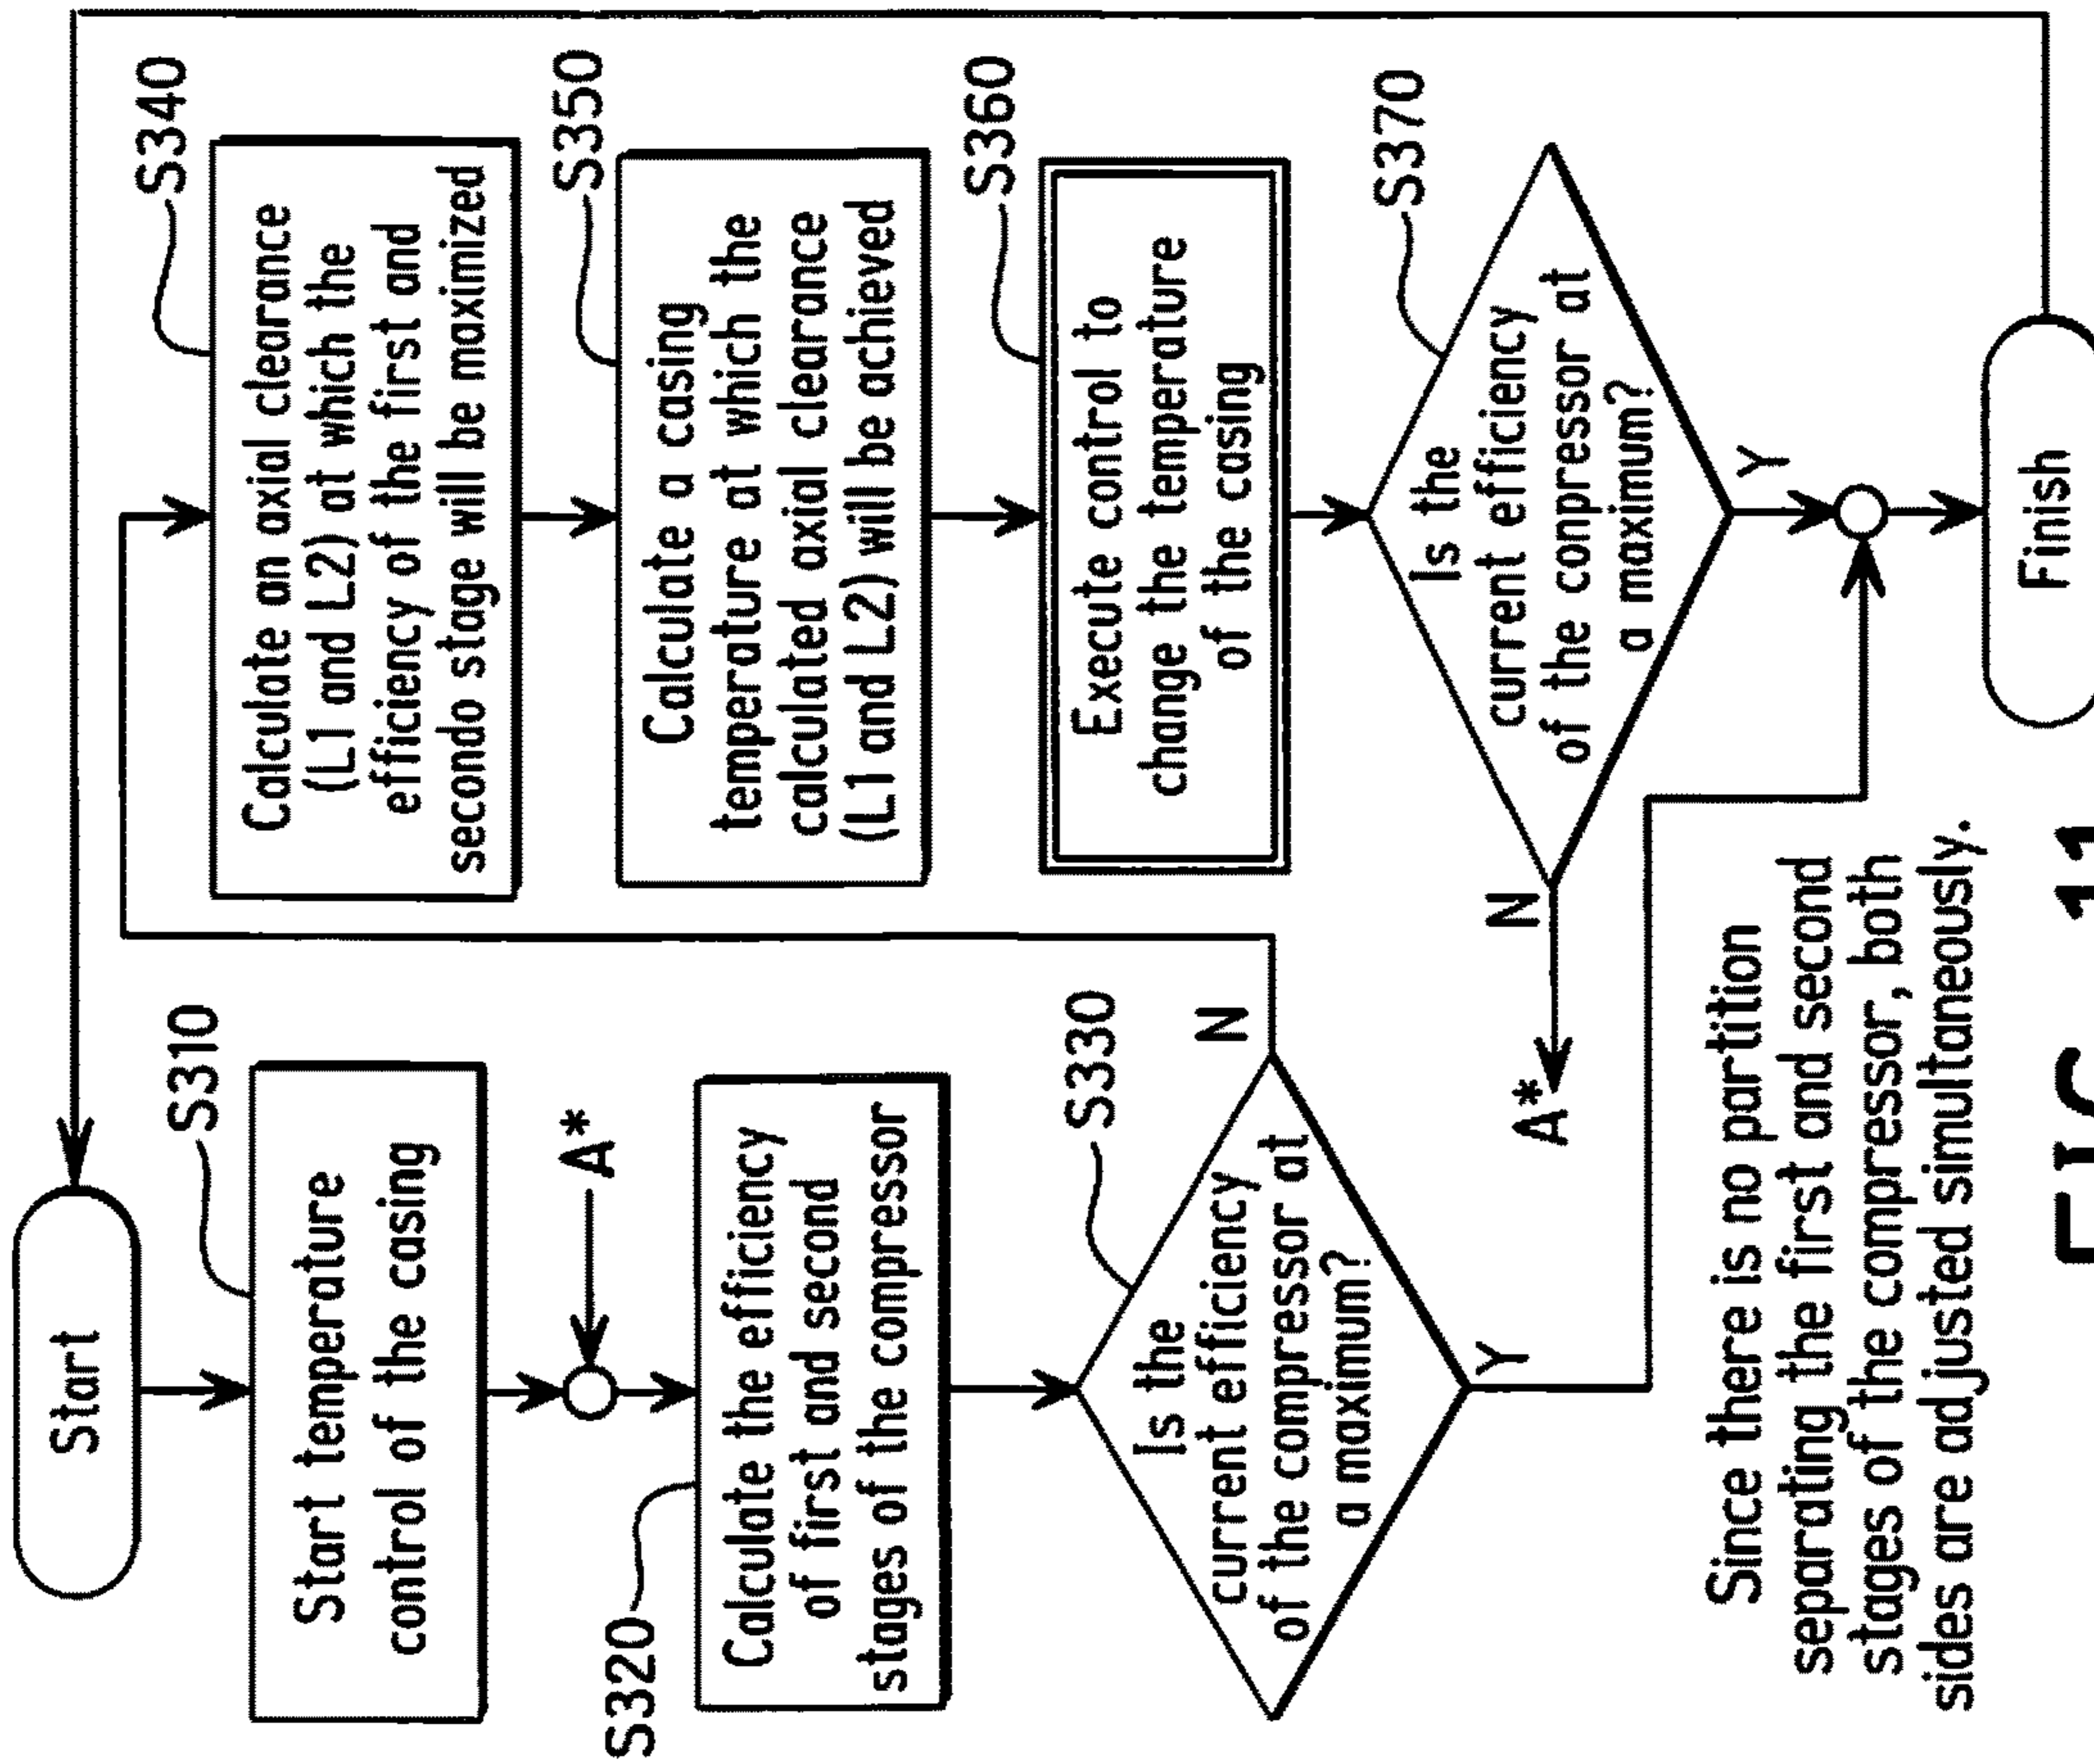 Start
S310
Start temperature
control of the casing
A*
S320
Calculate the efficiency
of first and second
stages of the compressor
S330
Is the
current efficiency
of the compressor at
a maximum?
N
Y
S340
Calculate an axial clearance
(L1 and L2) at which the
efficiency of the first and
secondo stage will be maximized
S350
Calculate a casing
temperature at which the
calculated axial clearance
(L1 and L2) will be achieved
S360
Execute control to
change the temperature
of the casing
S370
Is the
current efficiency
of the conpressor at
a maximum?
N
A*
Y
Finish
Since there is no partition
separating the first and second
stages of the compressor, both
sides are adjusted simultaneously.
FIG. 11